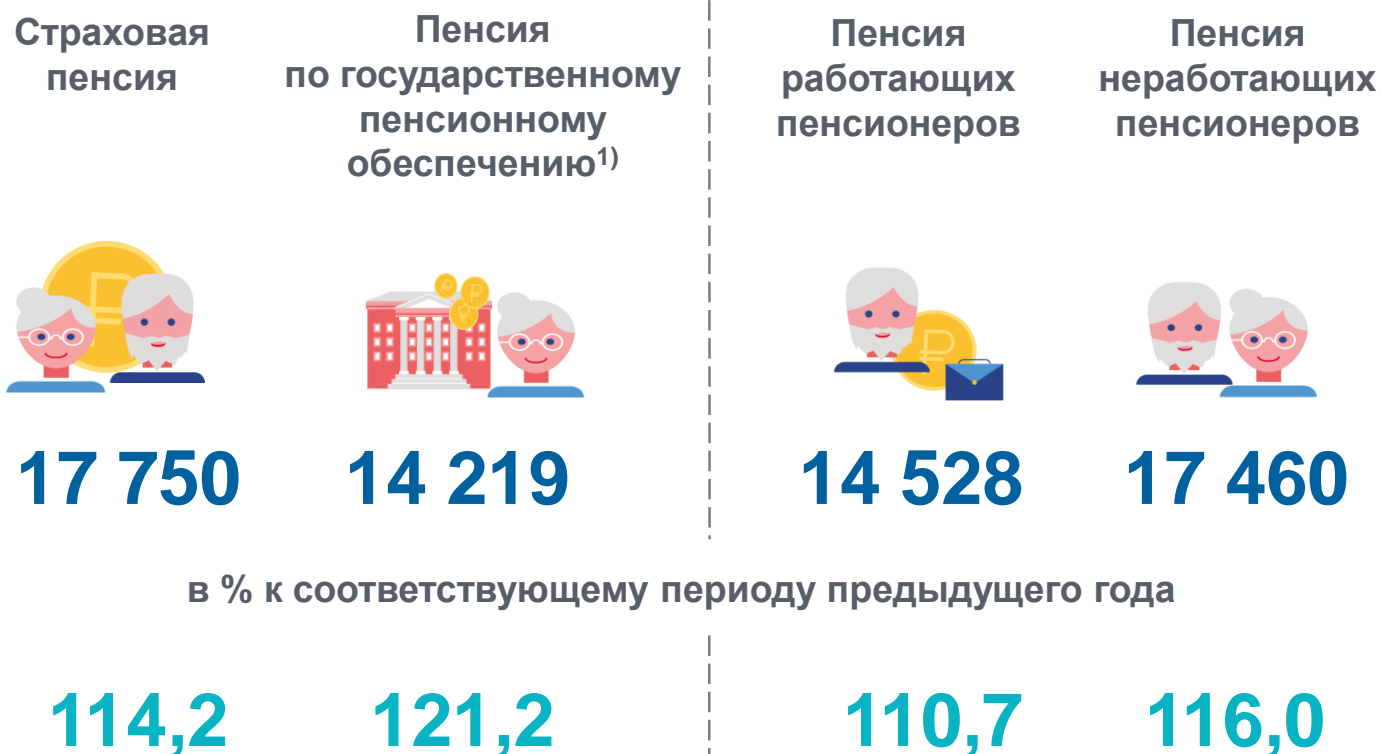 Страховая
пенсия
Пенсия
по государственному
пенсионному
обеспечению¹⁾
Пенсия
работающих
пенсионеров
Пенсия
неработающих
пенсионеров
17 750
14 219
14 528
17 460
в % к соответствующему периоду предыдущего года
114,2
121,2
110,7
116,0